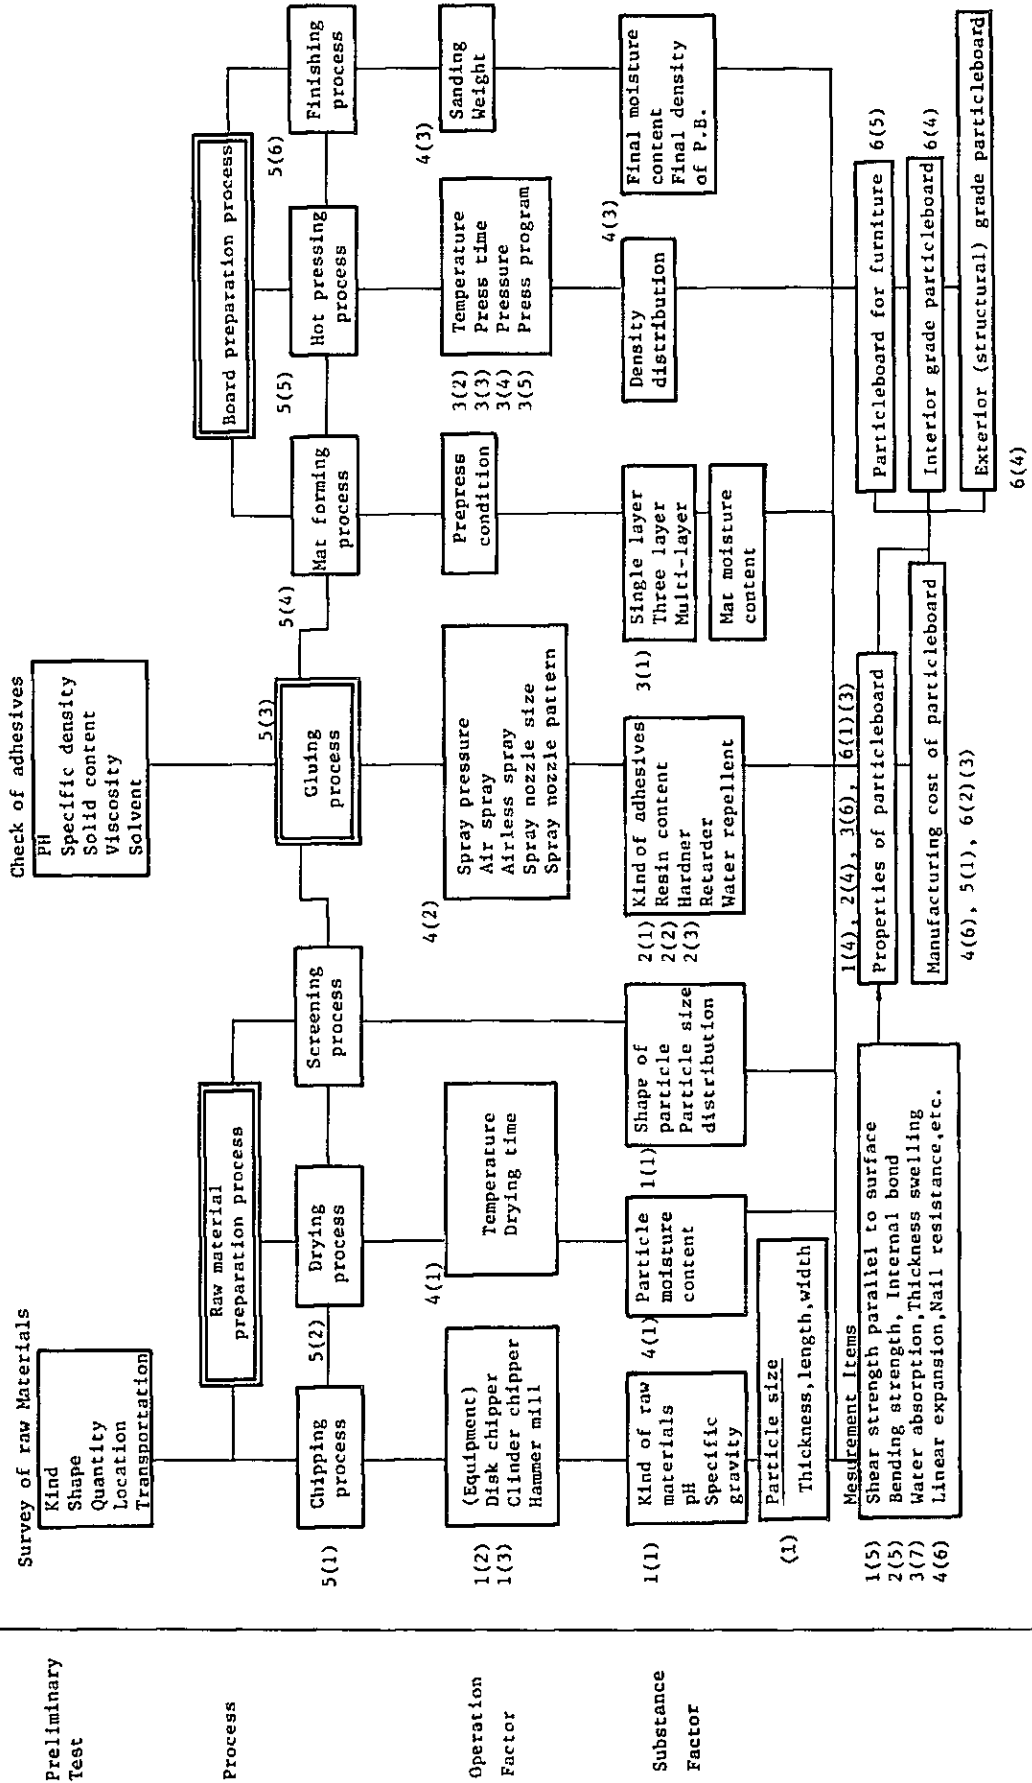 Preliminary
Test
Process
Operation
Factor
Substance
Factor
Survey of raw Materials
Kind
Shape
Quantity
Location
Transportation
Check of adhesives
PH
Specific density
Solid content
Viscosity
Solvent
Raw material
preparation process
Board preparation process
5(1)
Chipping
process
5(2)
Drying
process
Screening
process
5(3)
Gluing
process
5(4)
Mat forming
process
5(5)
Hot pressing
process
5(6)
Finishing
process
1(2)
1(3)
(Equipment)
Disk chipper
Clinder chipper
Hammer mill
4(1)
Temperature
Drying time
4(2)
Spray pressure
Air spray
Airless spray
Spray nozzle size
Spray nozzle pattern
Prepress
condition
3(2)
3(3)
3(4)
3(5)
Temperature
Press time
Pressure
Press program
4(3)
Sanding
Weight
1(1)
Kind of raw
materials
pH
Specific
gravity
4(1)
Particle
moisture
content
1(1)
Shape of
particle
Particle size
distribution
2(1)
2(2)
2(3)
Kind of adhesives
Resin content
Hardner
Retarder
Water repellent
3(1)
Single layer
Three layer
Multi-layer
Mat moisture
content
Density
distribution
4(3)
Final moisture
content
Final density
of P.B.
(1)
Particle size
Thickness,length,width
Mesurement Items
1(5)
2(5)
3(7)
4(6)
Shear strength parallel to surface
Bending strength, Internal bond
Water absorption,Thickness swelling
Linear expansion,Nail resistance,etc.
1(4), 2(4), 3(6), 6(1)(3)
Properties of particleboard
Manufacturing cost of particleboard
4(6), 5(1), 6(2)(3)
Particleboard for furniture
6(5)
Interior grade particleboard
6(4)
Exterior (structural) grade particleboard
6(4)